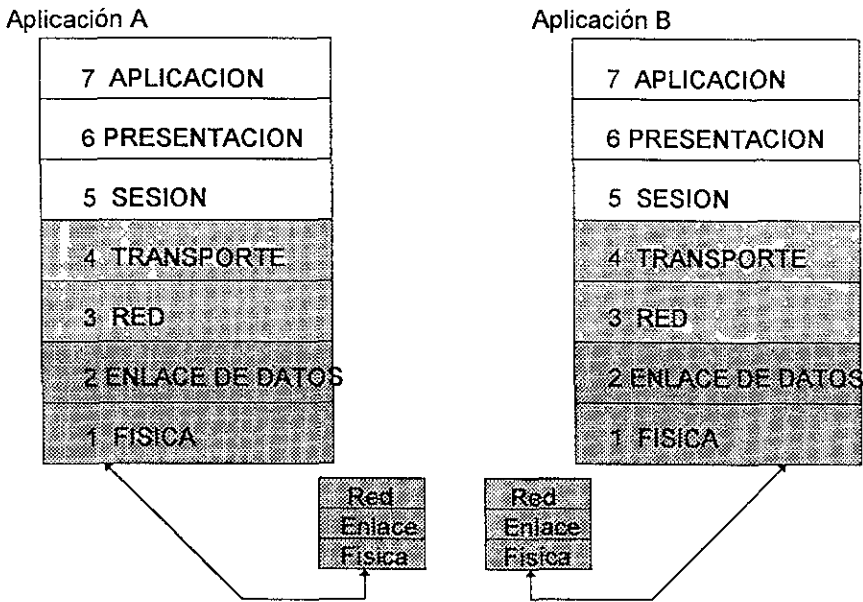 Aplicación A
7 APLICACION
6 PRESENTACION
5 SESION
4 TRANSPORTE
3 RED
2 ENLACE DE DATOS
1 FISICA
Aplicación B
7 APLICACION
6 PRESENTACION
5 SESION
4 TRANSPORTE
3 RED
2 ENLACE DE DATOS
1 FISICA
Red
Enlace
Fisica
Red
Enlace
Fisica